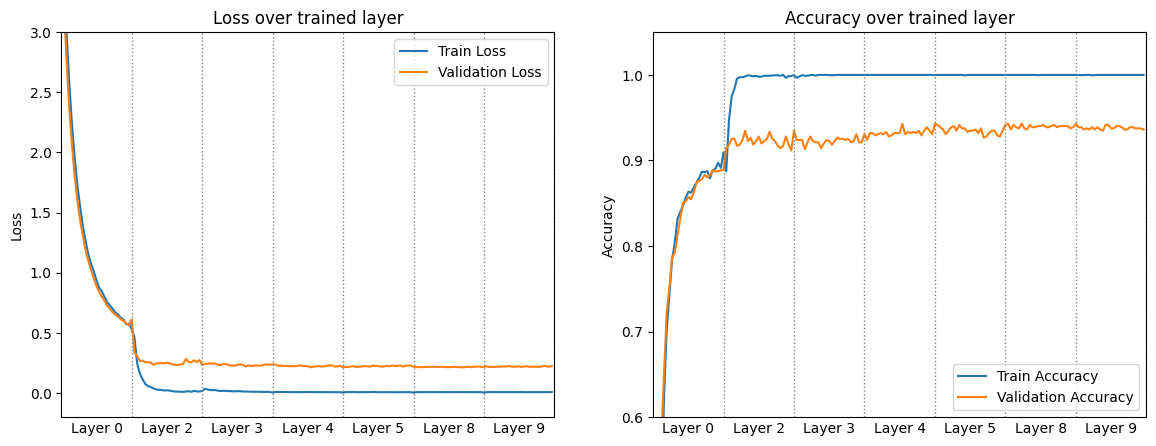 Loss over trained layer
3.0
2.5
2.0
1.5
1.0
0.5
0.0
Loss
Train Loss
Validation Loss
Layer 0 Layer 2 Layer 3 Layer 4 Layer 5 Layer 8 Layer 9
Accuracy over trained layer
1.0
0.9
0.8
0.7
0.6
Accuracy
Train Accuracy
Validation Accuracy
Layer 0 Layer 2 Layer 3 Layer 4 Layer 5 Layer 8 Layer 9